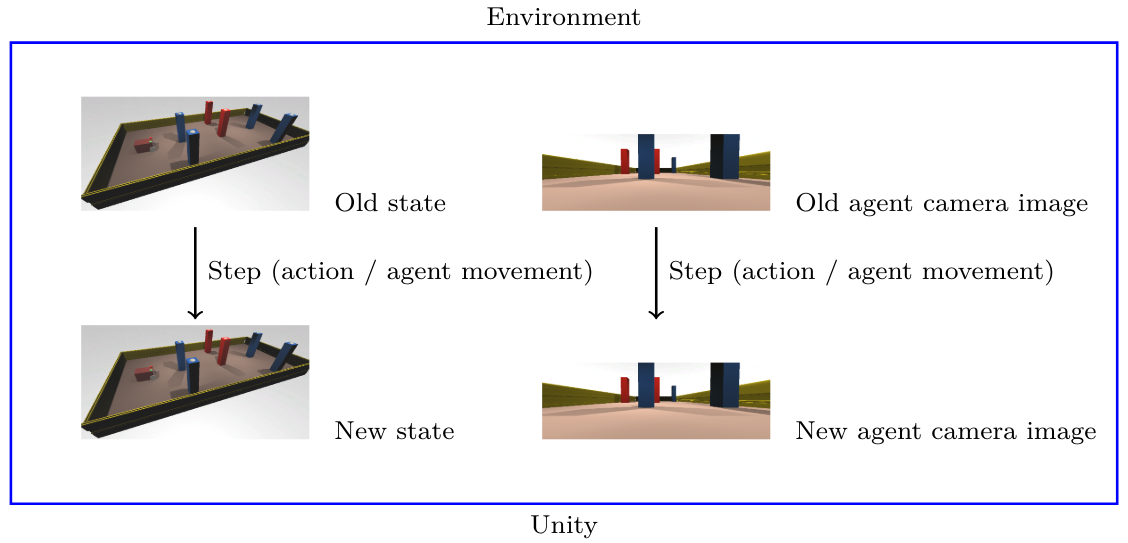 Environment
Old state
Old agent camera image
Step (action / agent movement)
Step (action / agent movement)
New state
New agent camera image
Unity